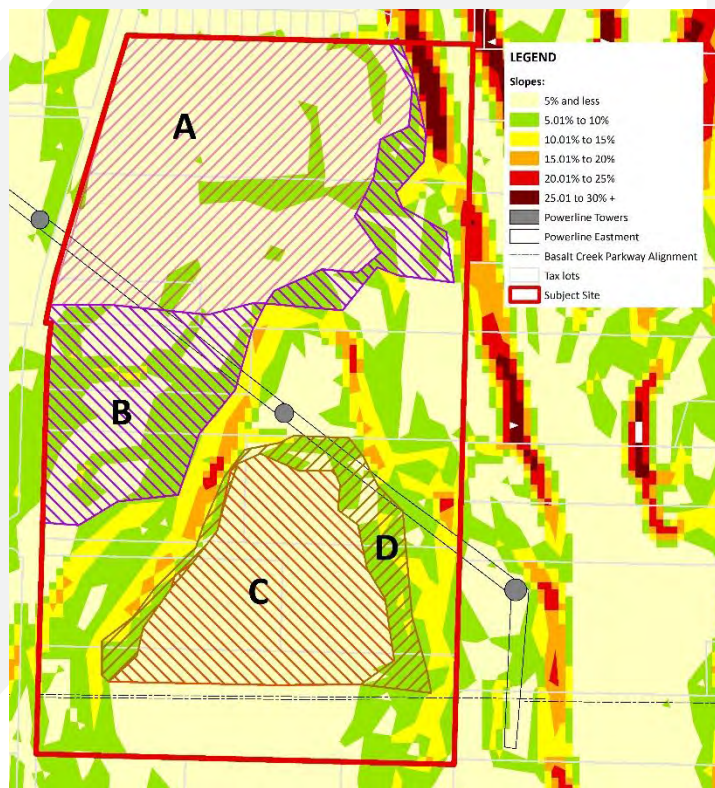 LEGEND
Slopes:
5% and less
5.01% to 10%
10.01% to 15%
15.01% to 20%
20.01% to 25%
25.01 to 30% +
Powerline Towers
Powerline Eastment
Basalt Creek Parkway Alignment
Tax lots
Subject Site
A
B
C
D